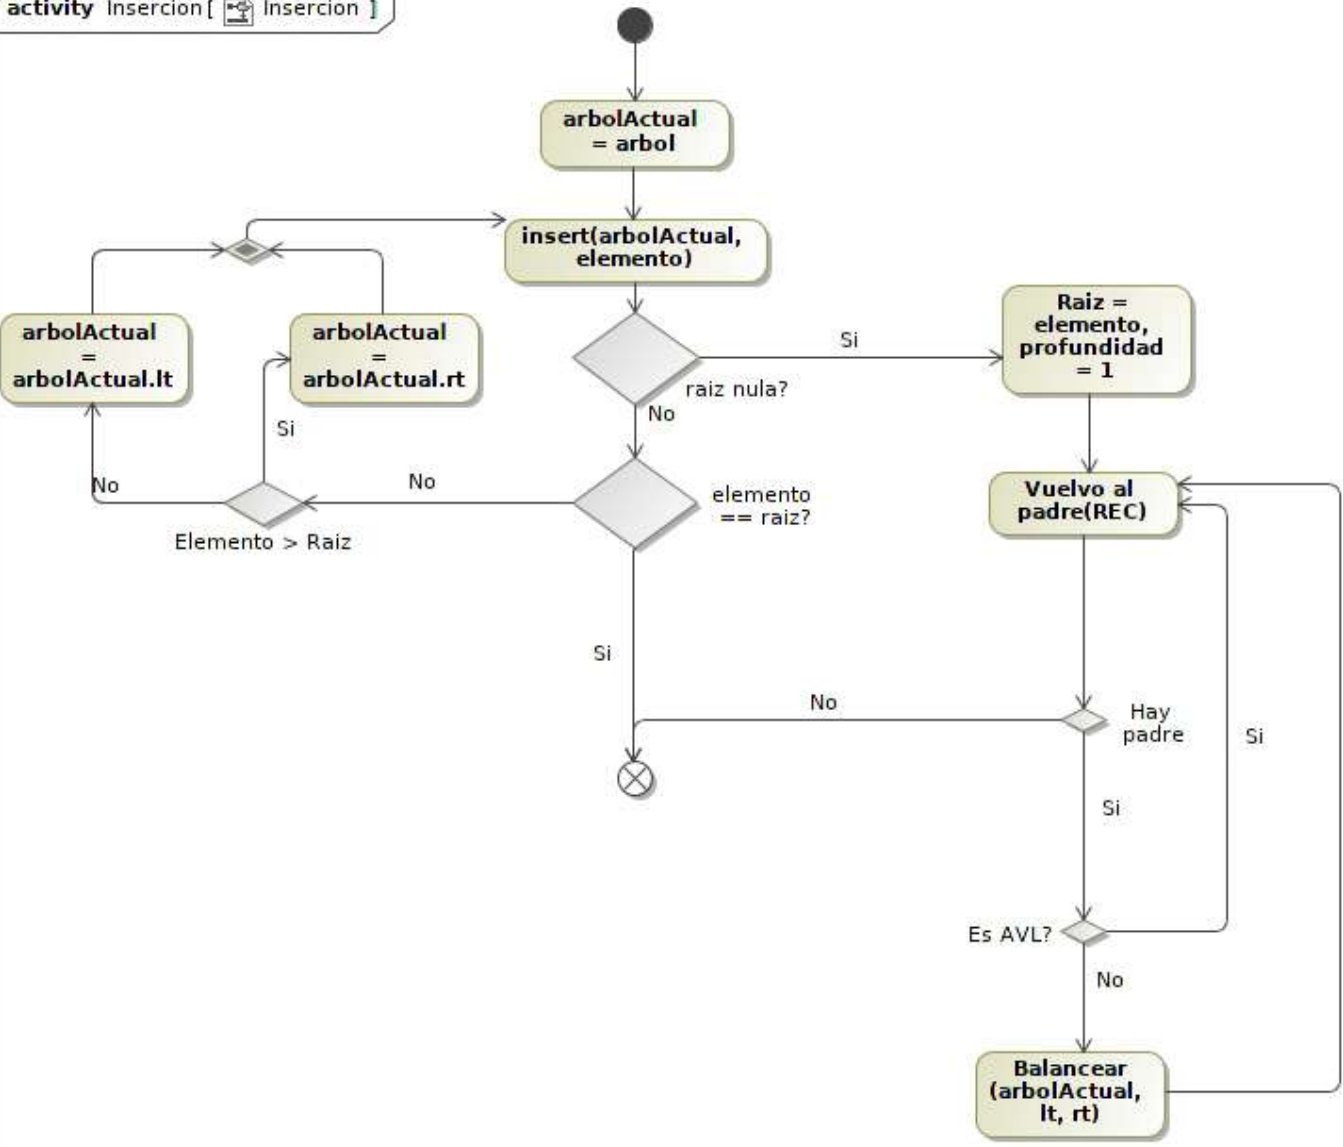 activity Insercion [ Insercion ]
arbolActual
= arbol
insert(arbolActual,
elemento)
arbolActual
=
arbolActual.lt
arbolActual
=
arbolActual.rt
Raiz =
elemento,
profundidad
= 1
Si
raiz nula?
No
Si
No
No
elemento
== raiz?
Elemento > Raiz
Vuelvo al
padre(REC)
Si
No
Hay
padre
Si
Si
Es AVL?
No
Balancear
(arbolActual,
lt, rt)